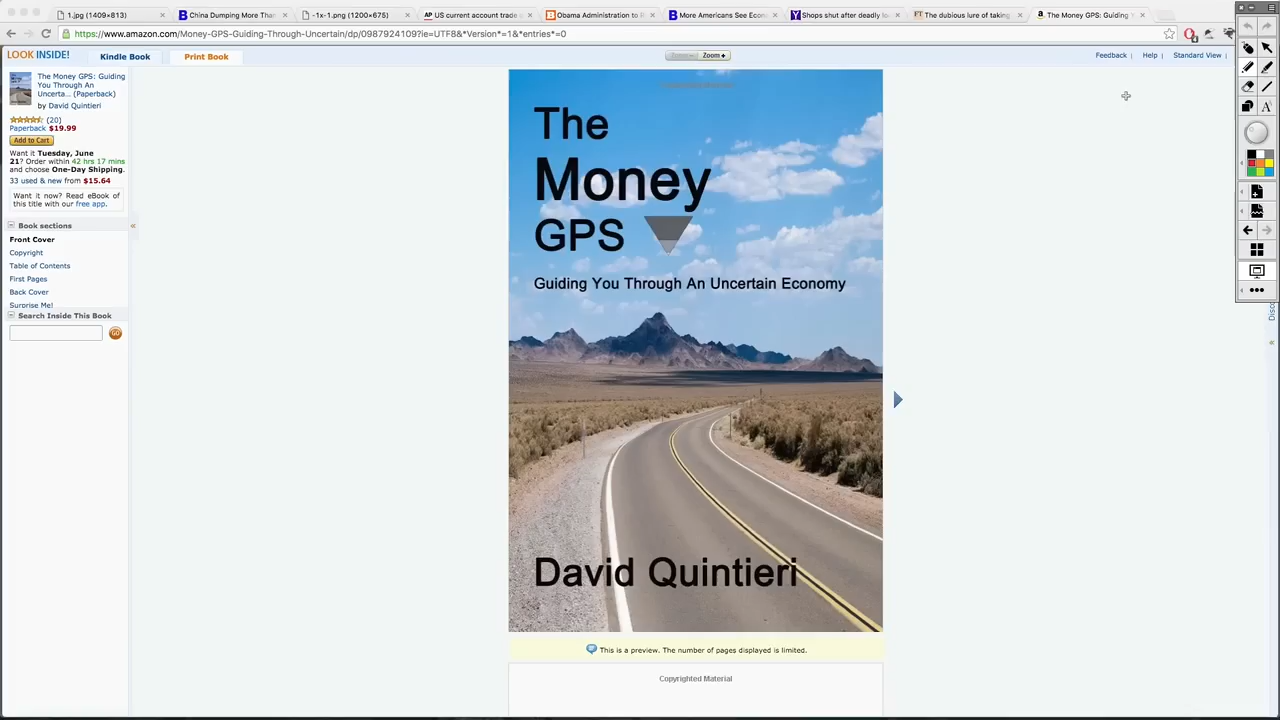 1.jpg (1409×813)
China Dumping More Than
-1x-1.png (1200×675)
US current account trade
Obama Administration to
More Americans See Econ
Shops shut after deadly
The dubious lure of taking
The Money GPS: Guiding
https://www.amazon.com/Money-GPS-Guiding-Through-Uncertain/dp/0987924109?ie=UTF8&*Version*=1&*entries*=0
LOOK INSIDE!
Kindle Book
Print Book
Zoom
Feedback
Help
Standard View
The Money GPS: Guiding
You Through An
Uncerta... (Paperback)
by David Quintieri
(20)
Paperback $19.99
Add to Cart
Want it Tuesday, June
21? Order within 42 hrs 17 mins
and choose One-Day Shipping.
33 used & new from $15.64
Want it now? Read eBook of
this title with our free app.
Book sections
Front Cover
Copyright
Table of Contents
First Pages
Back Cover
Surprise Me!
Search Inside This Book
GO
The
Money
GPS
Guiding You Through An Uncertain Economy
David Quintieri
This is a preview. The number of pages displayed is limited.
Copyrighted Material
A